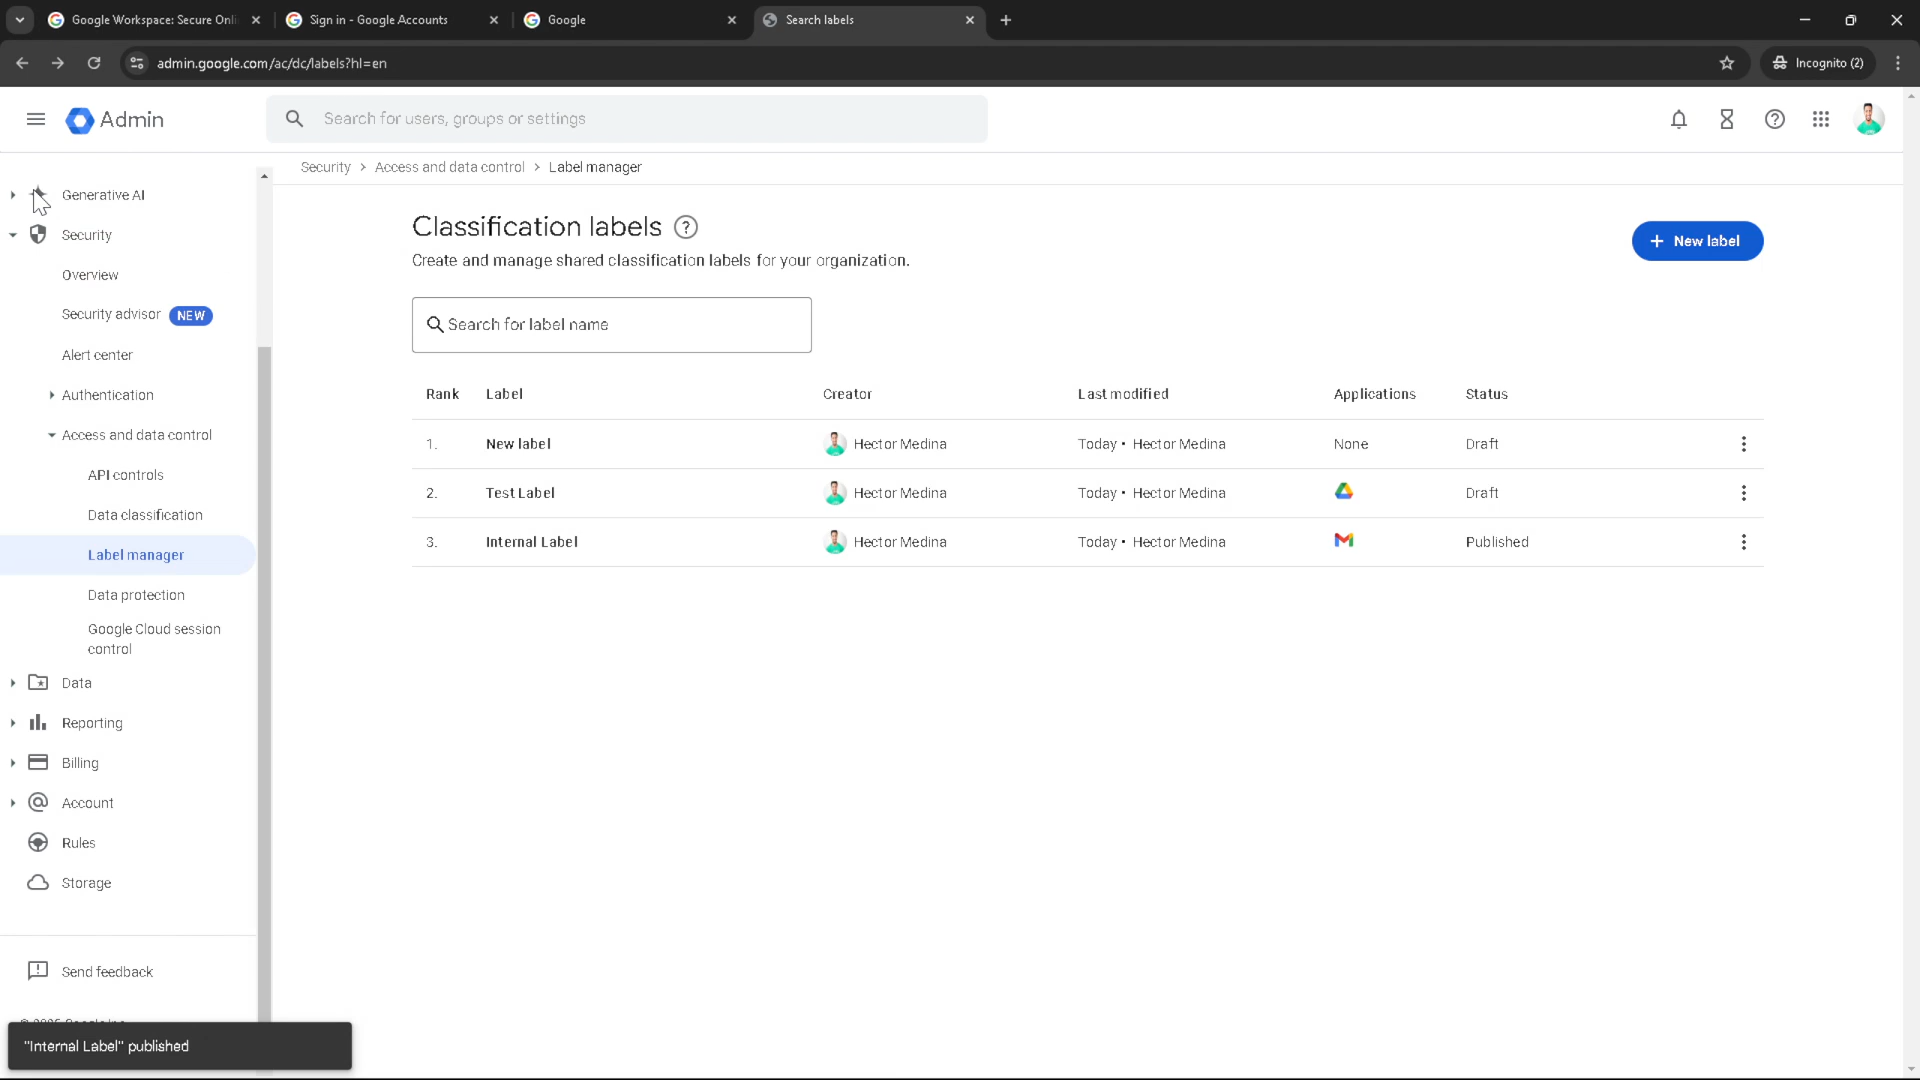 Google Workspace: Secure Onli
Sign in - Google Accounts
Google
Search labels
admin.google.com/ac/dc/labels?hl=en
Incognito (2)
Admin
Search for users, groups or settings
Security > Access and data control > Label manager
Generative AI
Security
Overview
Security advisor NEW
Alert center
Authentication
Access and data control
API controls
Data classification
Label manager
Data protection
Google Cloud session
control
Data
Reporting
Billing
Account
Rules
Storage
Send feedback
"Internal Label" published
Classification labels
Create and manage shared classification labels for your organization.
+ New label
Search for label name
Rank Label Creator Last modified Applications Status
1. New label Hector Medina Today • Hector Medina None Draft
2. Test Label Hector Medina Today • Hector Medina Draft
3. Internal Label Hector Medina Today • Hector Medina Published